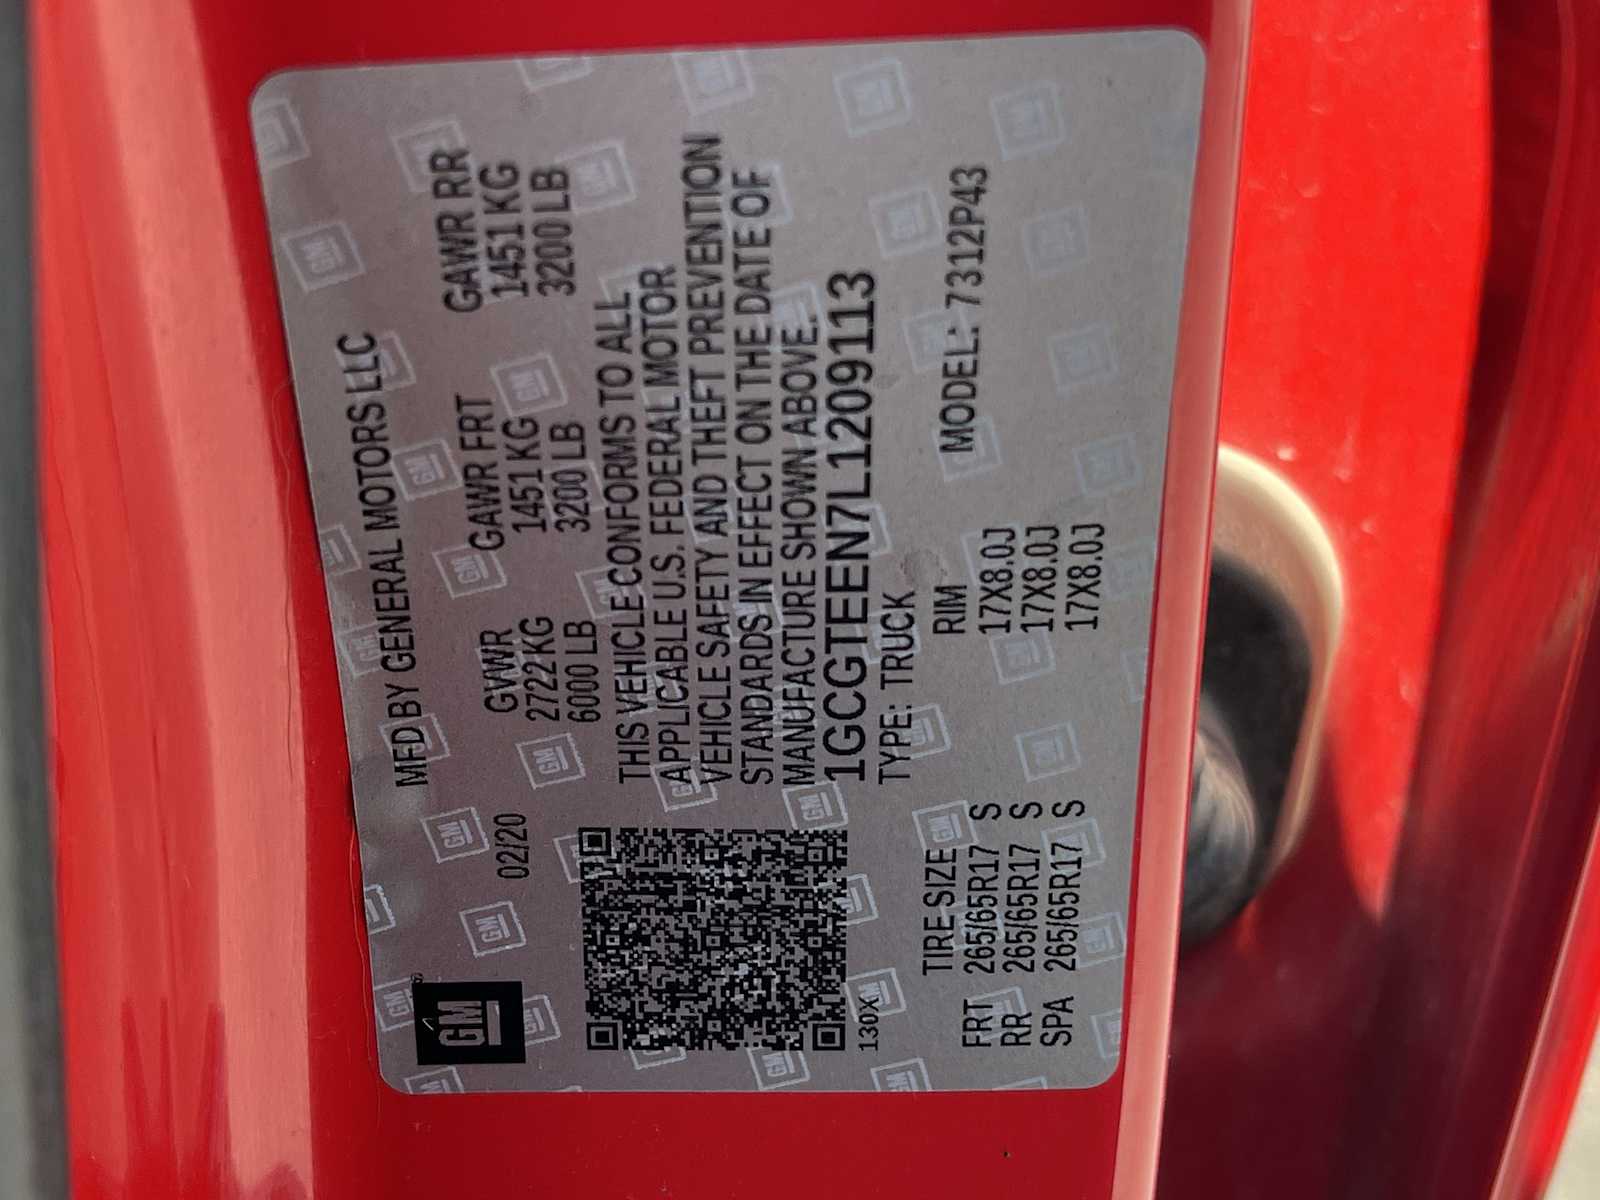 GM
MFD BY GENERAL MOTORS LLC
02/20
GVWR GAWR FRT GAWR RR
2722 KG 1451 KG 1451 KG
6000 LB 3200 LB 3200 LB
THIS VEHICLE CONFORMS TO ALL
APPLICABLE U.S. FEDERAL MOTOR
VEHICLE SAFETY AND THEFT PREVENTION
STANDARDS IN EFFECT ON THE DATE OF
MANUFACTURE SHOWN ABOVE.
1GCGTEEN7L1209113
TYPE: TRUCK
130X
MODEL: 7312P43
TIRE SIZE RIM
FRT 265/65R17 S 17X8.0J
RR 265/65R17 S 17X8.0J
SPA 265/65R17 S 17X8.0J